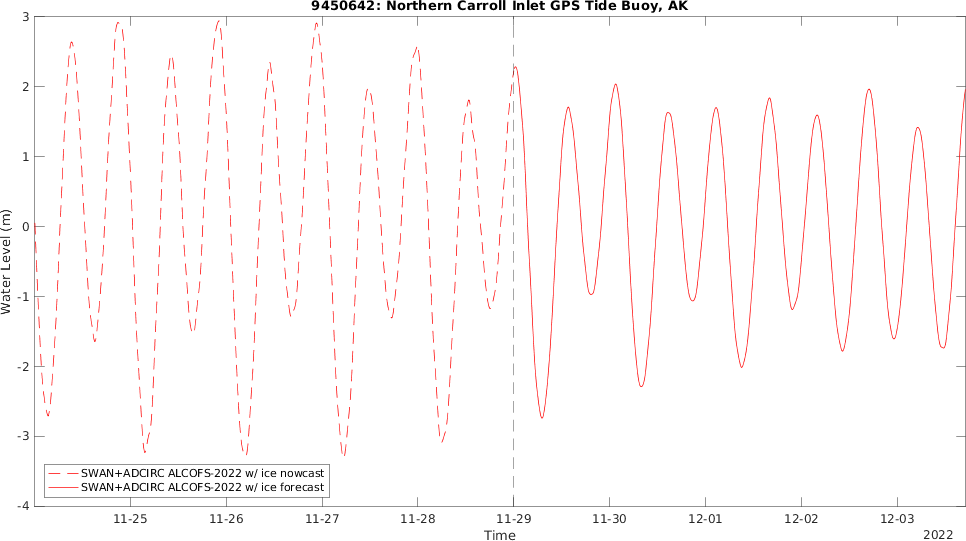 9450642: Northern Carroll Inlet GPS Tide Buoy, AK
3
2
1
0
-1
-2
-3
-4
Water Level (m)
SWAN+ADCIRC ALCOFS-2022 w/ ice nowcast
SWAN+ADCIRC ALCOFS-2022 w/ ice forecast
11-25 11-26 11-27 11-28 11-29 11-30 12-01 12-02 12-03
Time
2022